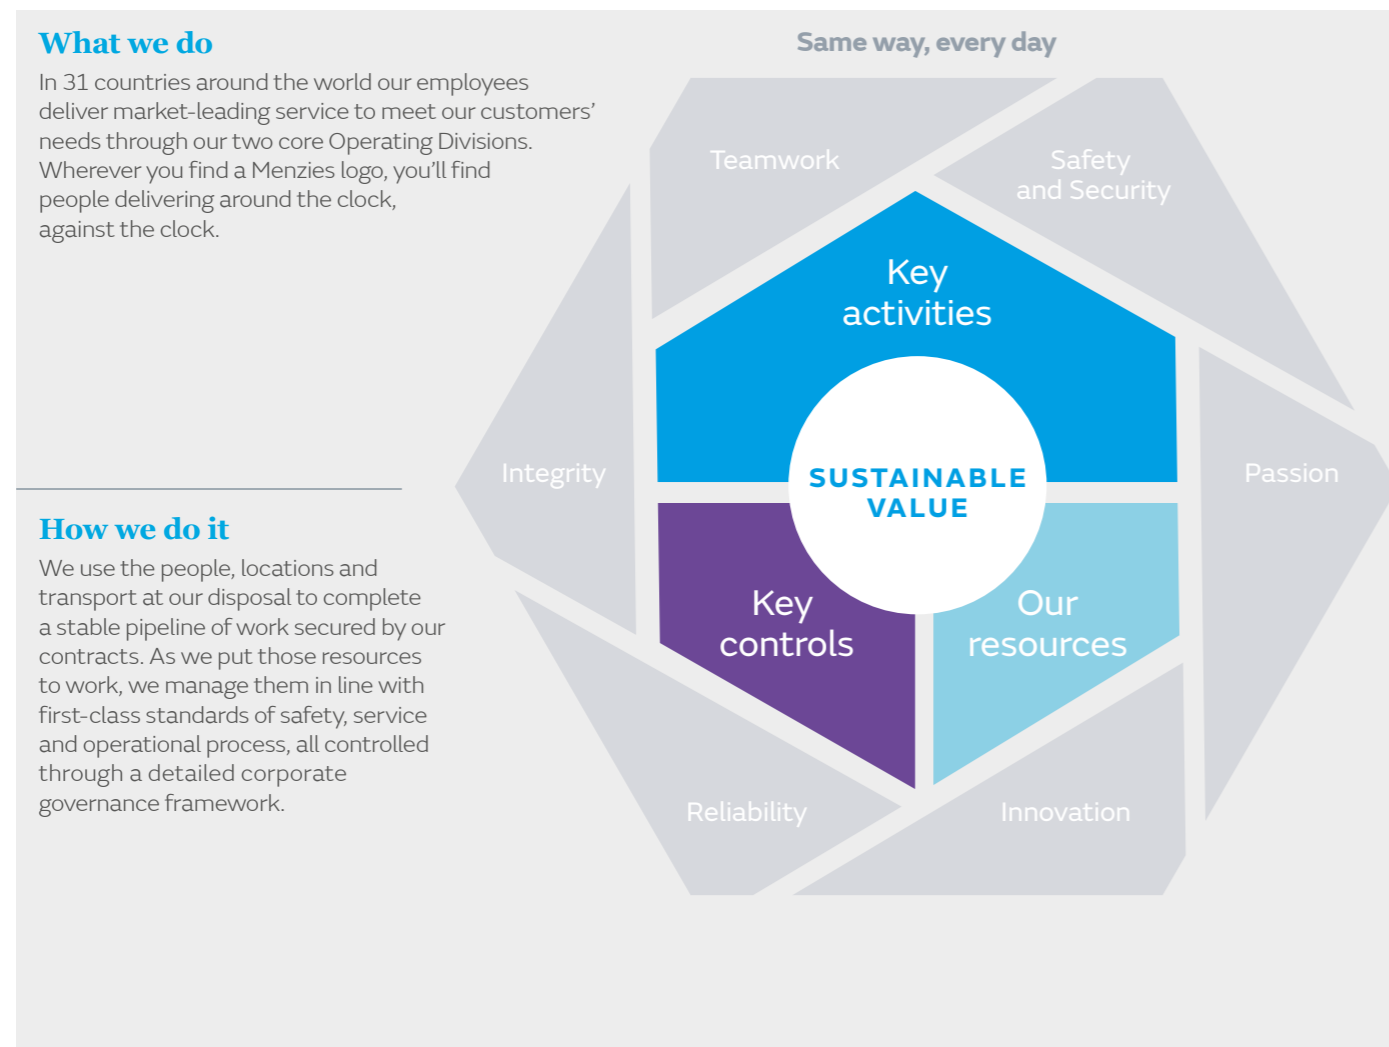 What we do
In 31 countries around the world our employees
deliver market-leading service to meet our customers’
needs through our two core Operating Divisions.
Wherever you find a Menzies logo, you’ll find
people delivering around the clock,
against the clock.
How we do it
We use the people, locations and
transport at our disposal to complete
a stable pipeline of work secured by our
contracts. As we put those resources
to work, we manage them in line with
first-class standards of safety, service
and operational process, all controlled
through a detailed corporate
governance framework.
Same way, every day
Teamwork
Safety
and Security
Key
activities
Integrity
SUSTAINABLE
VALUE
Passion
Key
controls
Our
resources
Reliability
Innovation